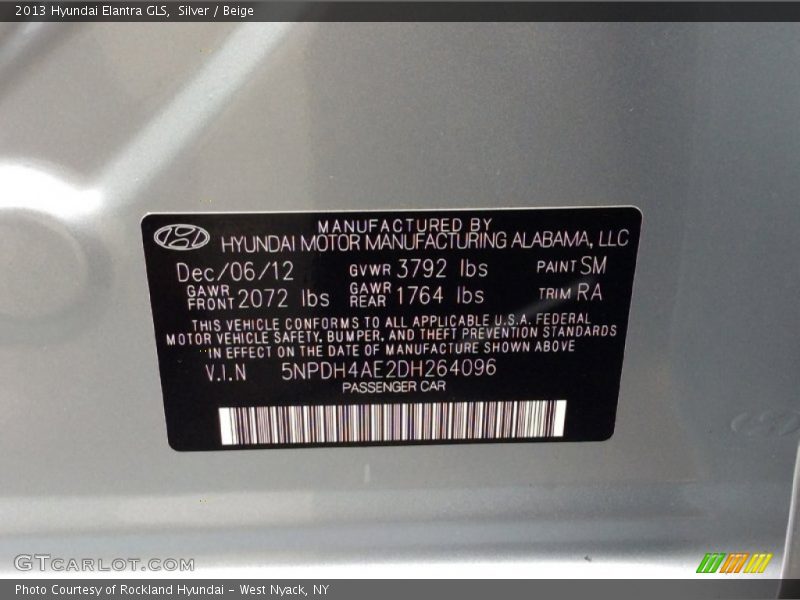 2013 Hyundai Elantra GLS,  Silver / Beige
MANUFACTURED BY
HYUNDAI MOTOR MANUFACTURING ALABAMA, LLC
Dec/06/12 GVWR 3792 lbs PAINT SM
GAWR FRONT 2072 lbs GAWR REAR 1764 lbs TRIM RA
THIS VEHICLE CONFORMS TO ALL APPLICABLE U.S.A. FEDERAL
MOTOR VEHICLE SAFETY, BUMPER, AND THEFT PREVENTION STANDARDS
IN EFFECT ON THE DATE OF MANUFACTURE SHOWN ABOVE
V.I.N 5NPDH4AE2DH264096
PASSENGER CAR
GTCARLOT.COM
Photo Courtesy of Rockland Hyundai - West Nyack, NY